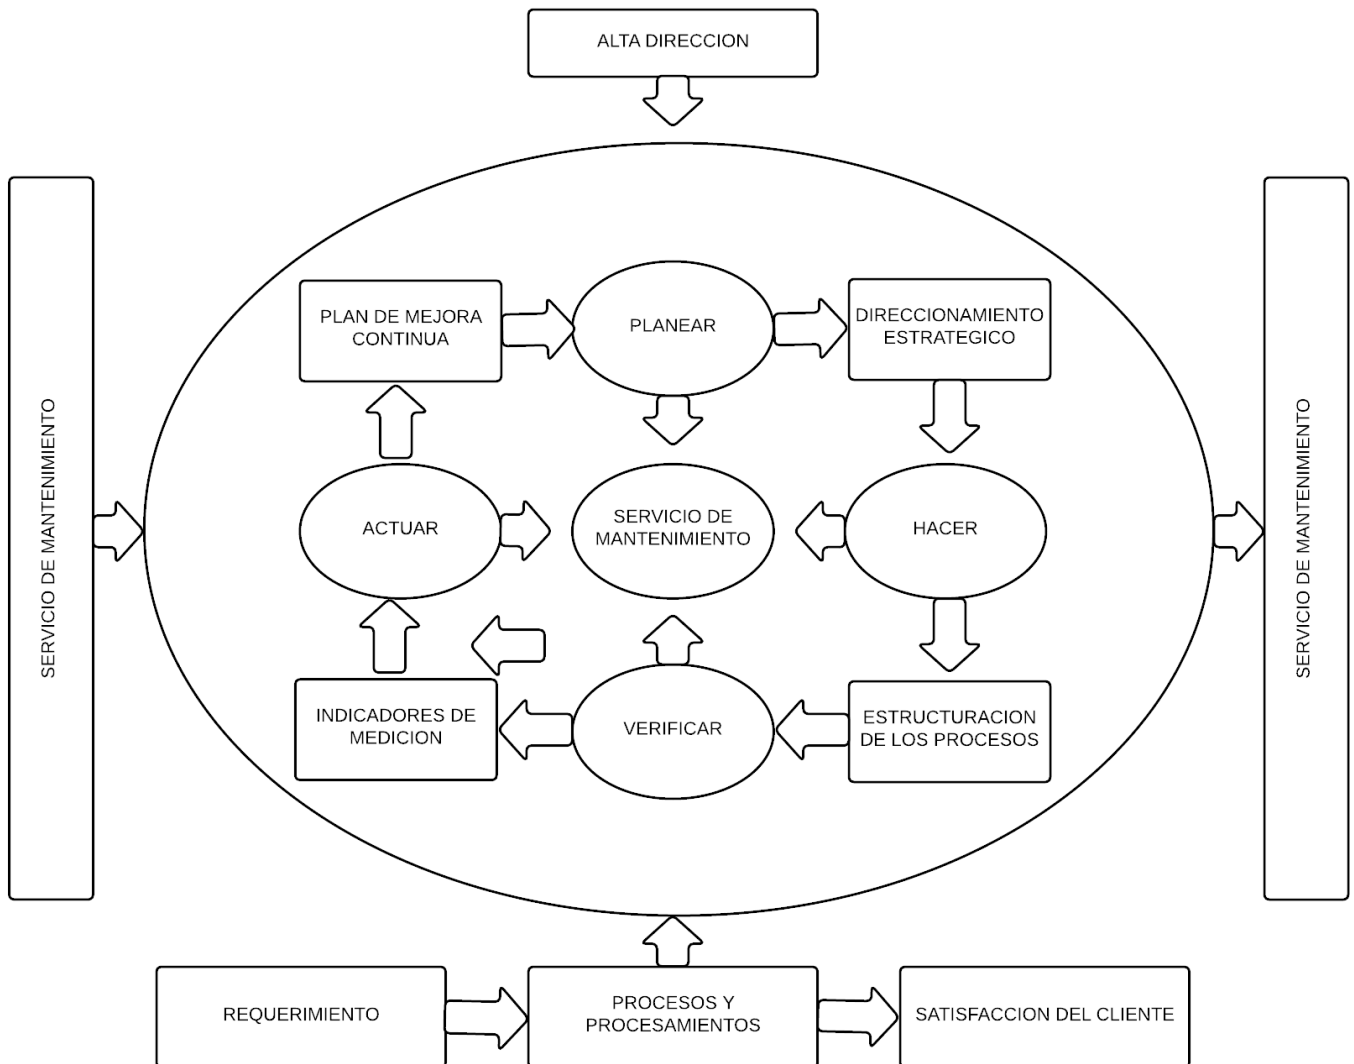 ALTA DIRECCION
SERVICIO DE MANTENIMIENTO
PLAN DE MEJORA
CONTINUA
PLANEAR
DIRECCIONAMIENTO
ESTRATEGICO
ACTUAR
SERVICIO DE
MANTENIMIENTO
HACER
INDICADORES DE
MEDICION
VERIFICAR
ESTRUCTURACION
DE LOS PROCESOS
SERVICIO DE MANTENIMIENTO
REQUERIMIENTO
PROCESOS Y
PROCESAMIENTOS
SATISFACCION DEL CLIENTE